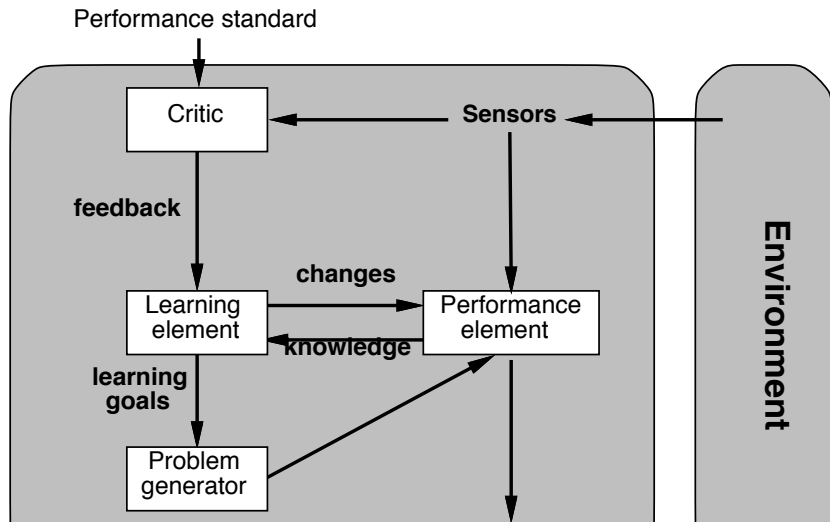 Performance standard
Critic
Sensors
feedback
changes
Learning
element
Performance
element
knowledge
learning
goals
Problem
generator
Environment